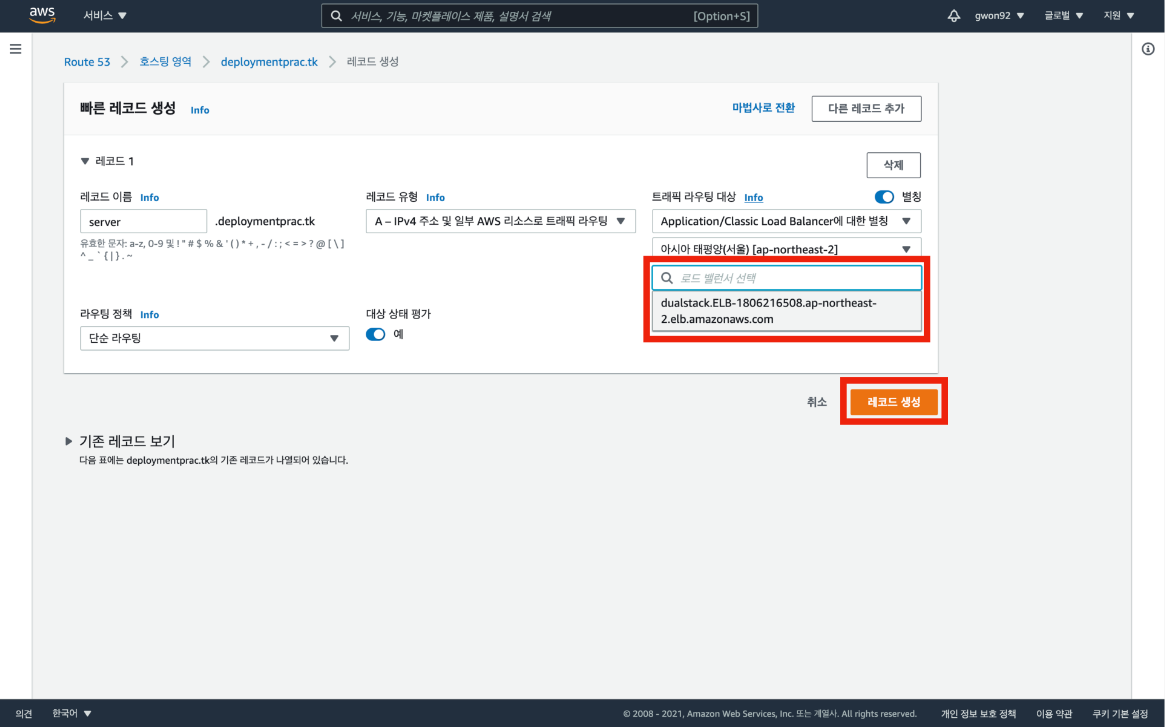 aws 서비스 ▼ 서비스, 기능, 마켓플레이스 제품, 설명서 검색 [Option+S] gwon92 ▼ 글로벌 ▼ 지원 ▼
Route 53 > 호스팅 영역 > deploymentprac.tk > 레코드 생성
빠른 레코드 생성 Info 마법사로 전환 다른 레코드 추가
▼ 레코드 1 삭제
레코드 이름 Info 레코드 유형 Info 트래픽 라우팅 대상 Info 별칭
server .deploymentprac.tk A – IPv4 주소 및 일부 AWS 리소스로 트래픽 라우팅 ▼ Application/Classic Load Balancer에 대한 별칭 ▼
유효한 문자: a-z, 0-9 및 ! " # $ % & ' ( ) * + , - / : ; < = > ? @ [ \ ]
^ _ ` { | } . ~
아시아 태평양(서울) [ap-northeast-2] ▼
로드 밸런서 선택
dualstack.ELB-1806216508.ap-northeast-
2.elb.amazonaws.com
라우팅 정책 Info 대상 상태 평가
단순 라우팅 ▼ 예
취소 레코드 생성
▶ 기존 레코드 보기
다음 표에는 deploymentprac.tk의 기존 레코드가 나열되어 있습니다.
의견 한국어 ▼ © 2008 - 2021, Amazon Web Services, Inc. 또는 계열사. All rights reserved. 개인 정보 보호 정책 이용 약관 쿠키 기본 설정